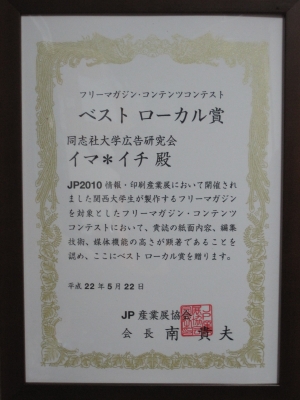 フリーマガジン・コンテンツコンテスト
ベスト ローカル賞
同志社大学広告研究会
イマ＊イチ 殿
JP2010 情報・印刷産業展において開催され
ました関西大学生が製作するフリーマガジン
を対象としたフリーマガジン・コンテンツ
コンテストにおいて、貴誌の紙面内容、編集
技術、媒体機能の高さが顕著であることを
認め、ここにベスト ローカル賞を贈ります。
平成 22 年 5 月 22 日
JP 産業展協会
会 長 南 貴 夫